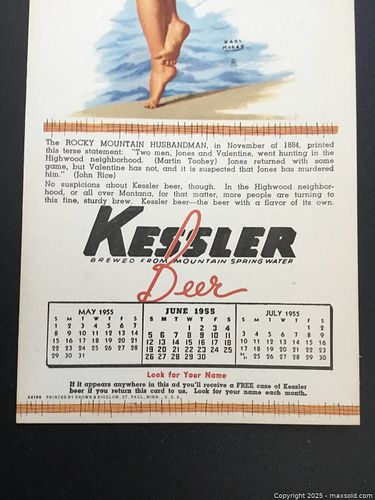 EARL
MORAN
The ROCKY MOUNTAIN HUSBANDMAN, in November of 1884, printed
this terse statement: "Two men, Jones and Valentine, went hunting in the
Highwood neighborhood. (Martin Toohey) Jones returned with some
game, but Valentine has not, and it is suspected that Jones has murdered
him." (John Rice)
No suspicions about Kessler beer, though. In the Highwood neighbor-
hood, or all over Montana, for that matter, more people are turning to
this fine, sturdy brew. Kessler beer—the beer with a flavor of its own.
KESSLER
BREWED FROM MOUNTAIN SPRING WATER
Beer
MAY 1955
S M T W T F S
1 2 3 4 5 6 7
8 9 10 11 12 13 14
15 16 17 18 19 20 21
22 23 24 25 26 27 28
29 30 31
JUNE 1955
S M T W T F S
1 2 3 4
5 6 7 8 9 10 11
12 13 14 15 16 17 18
19 20 21 22 23 24 25
26 27 28 29 30
JULY 1955
S M T W T F S
1 2
3 4 5 6 7 8 9
10 11 12 13 14 15 16
17 18 19 20 21 22 23
25 26 27 28 29 30
Look for Your Name
If it appears anywhere in this ad you'll receive a FREE case of Kessler
beer if you return this card to us. Look for your name each month.
PRINTED BY BROWN & BIGELOW, ST. PAUL, MINN., U.S.A.
Copyright 2025 - maxsold.com